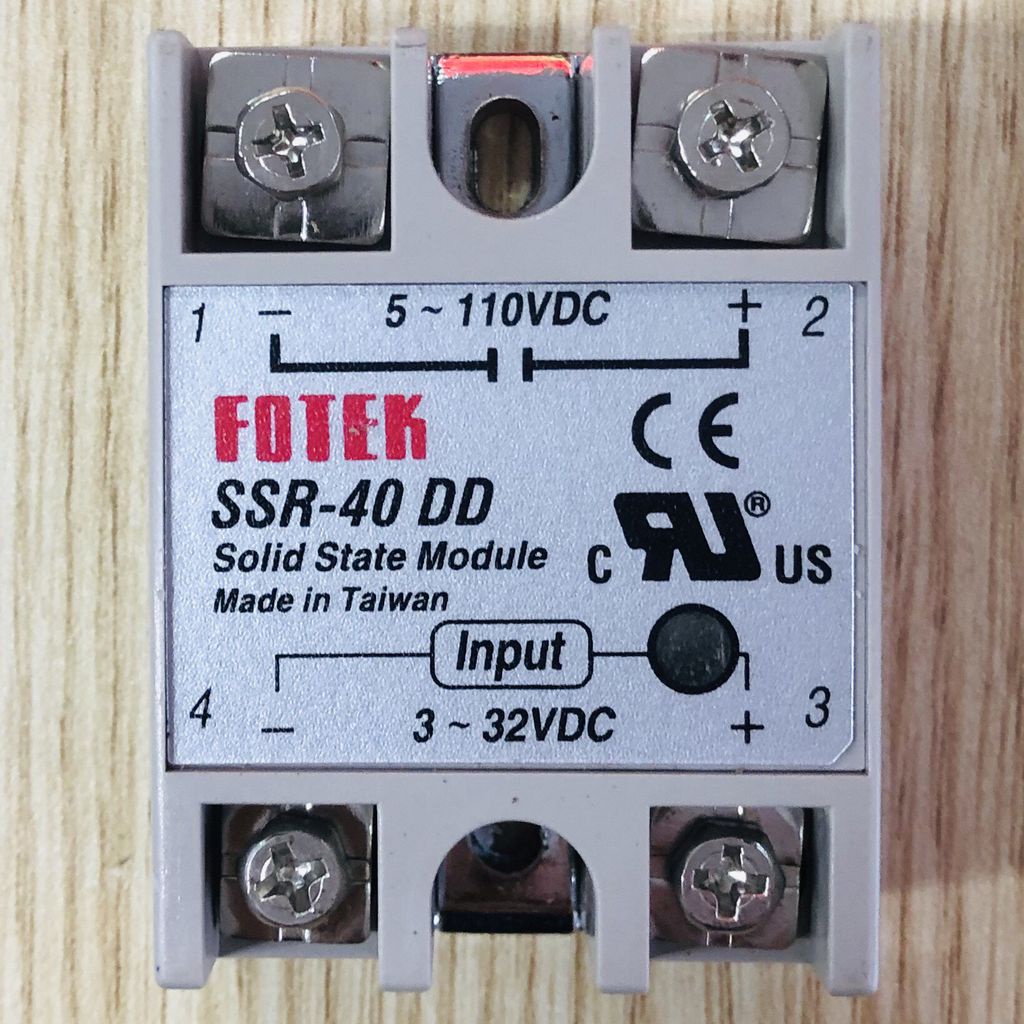 1 − 5 ~ 110VDC + 2
FOTEK
CE
SSR-40 DD
Solid State Module
Made in Taiwan
C RU® US
Input
4 − 3 ~ 32VDC + 3